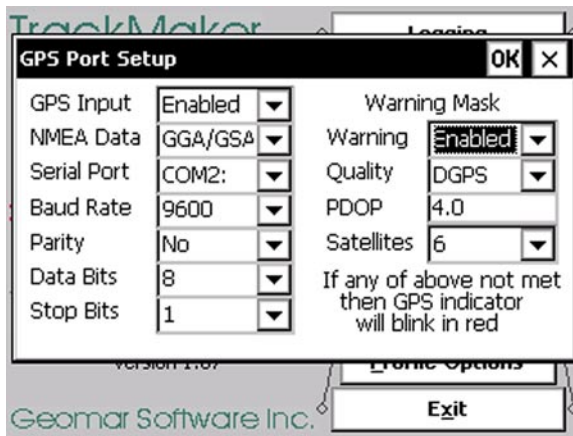 TrackMaker
Logging
GPS Port Setup OK ×
GPS Input Enabled
NMEA Data GGA/GSA
Serial Port COM2:
Baud Rate 9600
Parity No
Data Bits 8
Stop Bits 1
Warning Mask
Warning Enabled
Quality DGPS
PDOP 4.0
Satellites 6
If any of above not met
then GPS indicator
will blink in red
Version 1.67
Profile Options
Geomar Software Inc.
Exit